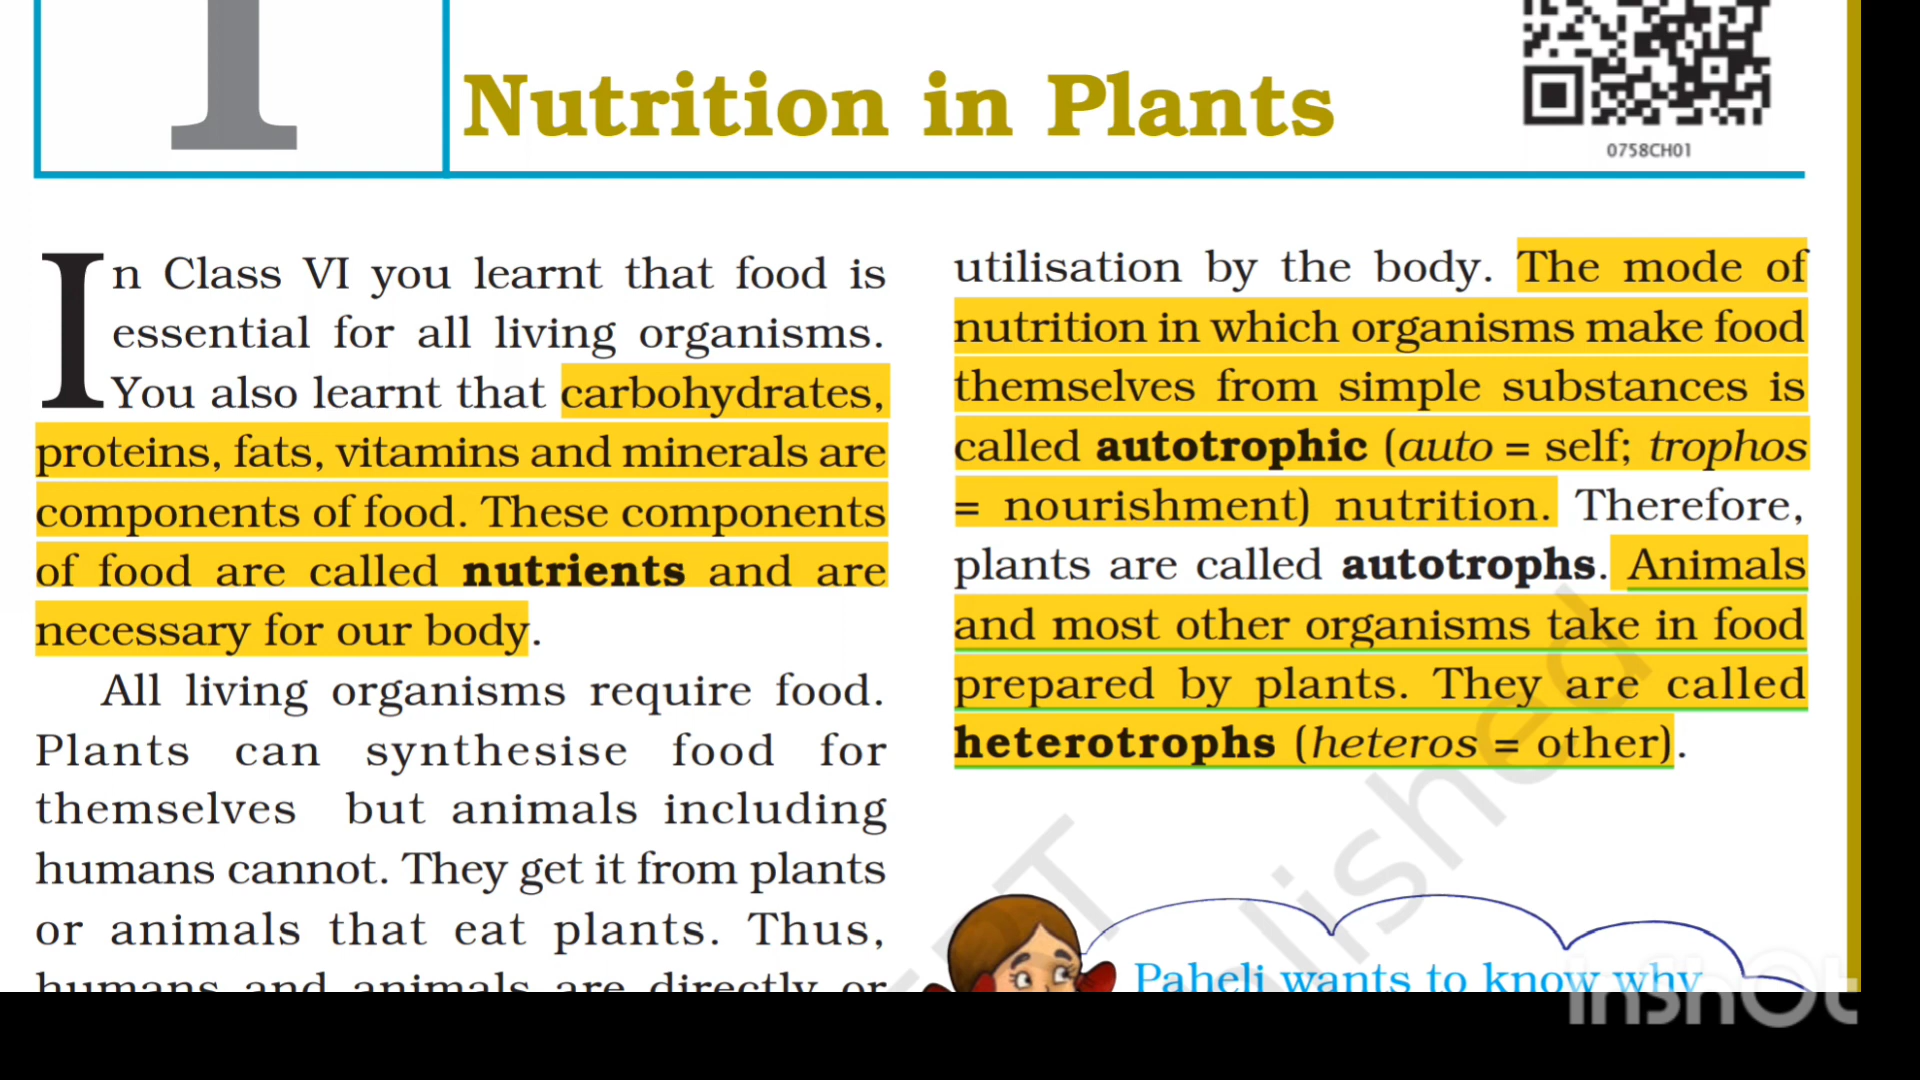 1
Nutrition in Plants
0758CH01
In Class VI you learnt that food is
essential for all living organisms.
You also learnt that carbohydrates,
proteins, fats, vitamins and minerals are
components of food. These components
of food are called nutrients and are
necessary for our body.
All living organisms require food.
Plants can synthesise food for
themselves but animals including
humans cannot. They get it from plants
or animals that eat plants. Thus,
humans and animals are directly or
utilisation by the body. The mode of
nutrition in which organisms make food
themselves from simple substances is
called autotrophic (auto = self; trophos
= nourishment) nutrition. Therefore,
plants are called autotrophs. Animals
and most other organisms take in food
prepared by plants. They are called
heterotrophs (heteros = other).
Paheli wants to know why
InShOt